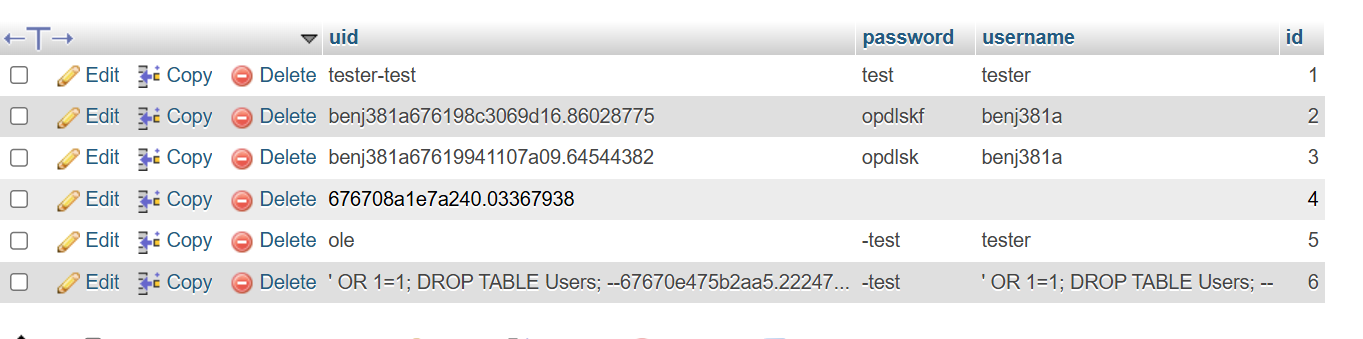 uid password username id
Edit Copy Delete tester-test test tester 1
Edit Copy Delete benj381a676198c3069d16.86028775 opdlskf benj381a 2
Edit Copy Delete benj381a67619941107a09.64544382 opdlsk benj381a 3
Edit Copy Delete 676708a1e7a240.03367938 4
Edit Copy Delete ole -test tester 5
Edit Copy Delete ' OR 1=1; DROP TABLE Users; --67670e475b2aa5.22247... -test ' OR 1=1; DROP TABLE Users; -- 6